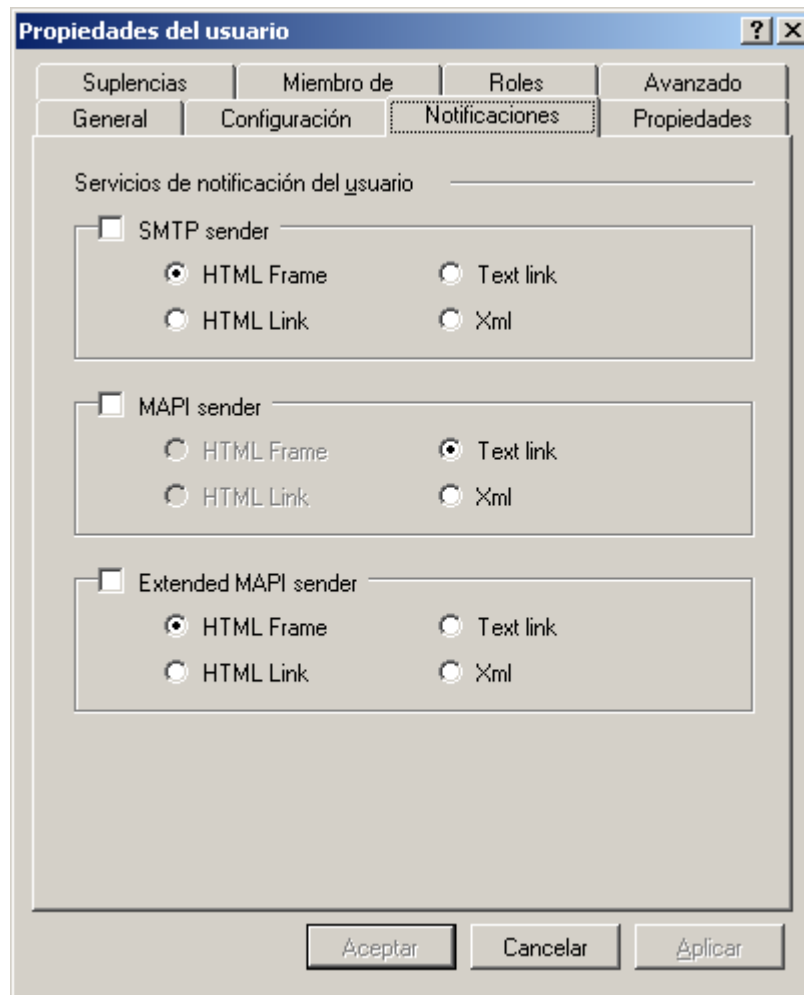 Propiedades del usuario
Suplencias Miembro de Roles Avanzado
General Configuración Notificaciones Propiedades
Servicios de notificación del usuario
SMTP sender
HTML Frame Text link
HTML Link Xml
MAPI sender
HTML Frame Text link
HTML Link Xml
Extended MAPI sender
HTML Frame Text link
HTML Link Xml
Aceptar Cancelar Aplicar